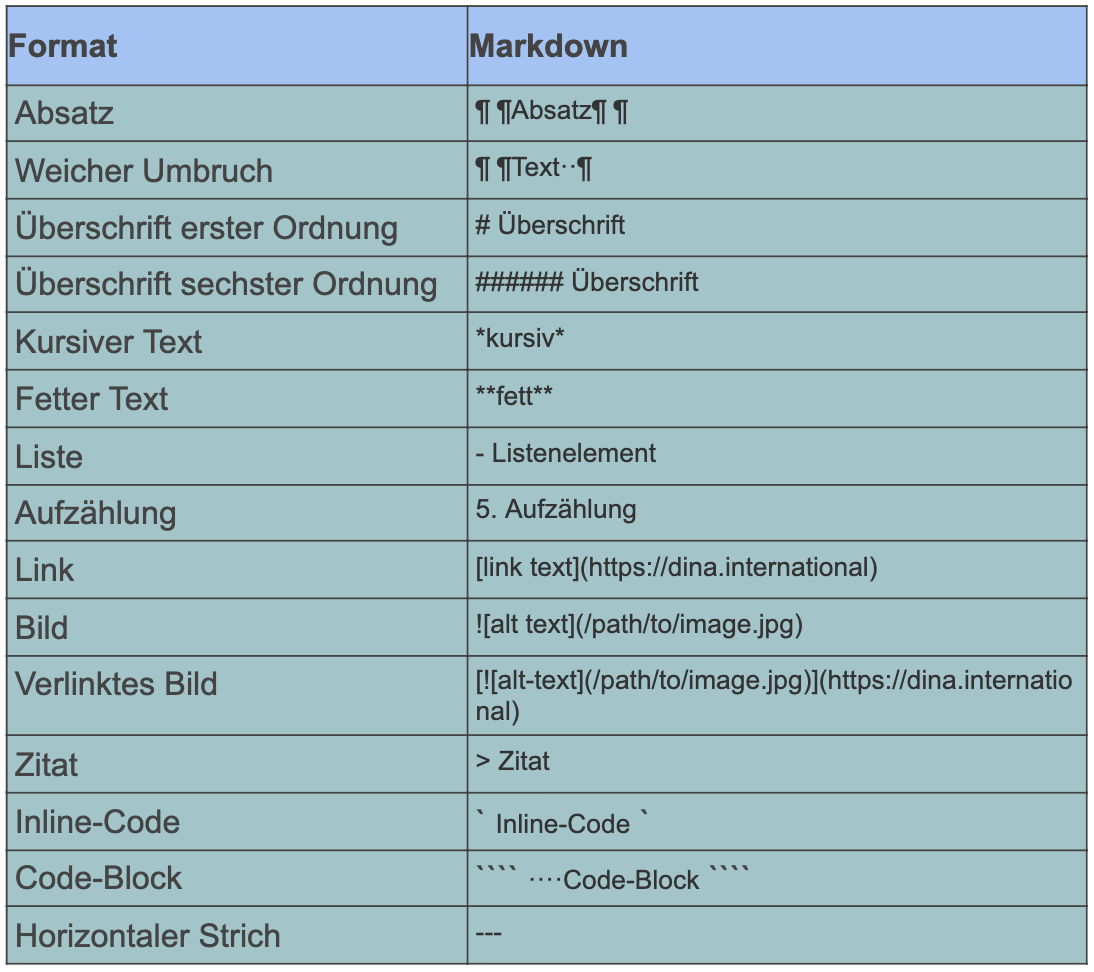 Format Markdown
Absatz ¶ ¶Absatz¶ ¶
Weicher Umbruch ¶ ¶Text··¶
Überschrift erster Ordnung # Überschrift
Überschrift sechster Ordnung ###### Überschrift
Kursiver Text *kursiv*
Fetter Text **fett**
Liste - Listenelement
Aufzählung 5. Aufzählung
Link [link text](https://dina.international)
Bild ![alt text](/path/to/image.jpg)
Verlinktes Bild [![alt-text](/path/to/image.jpg)](https://dina.internatio
nal)
Zitat > Zitat
Inline-Code ` Inline-Code `
Code-Block ```` ····Code-Block ````
Horizontaler Strich ---